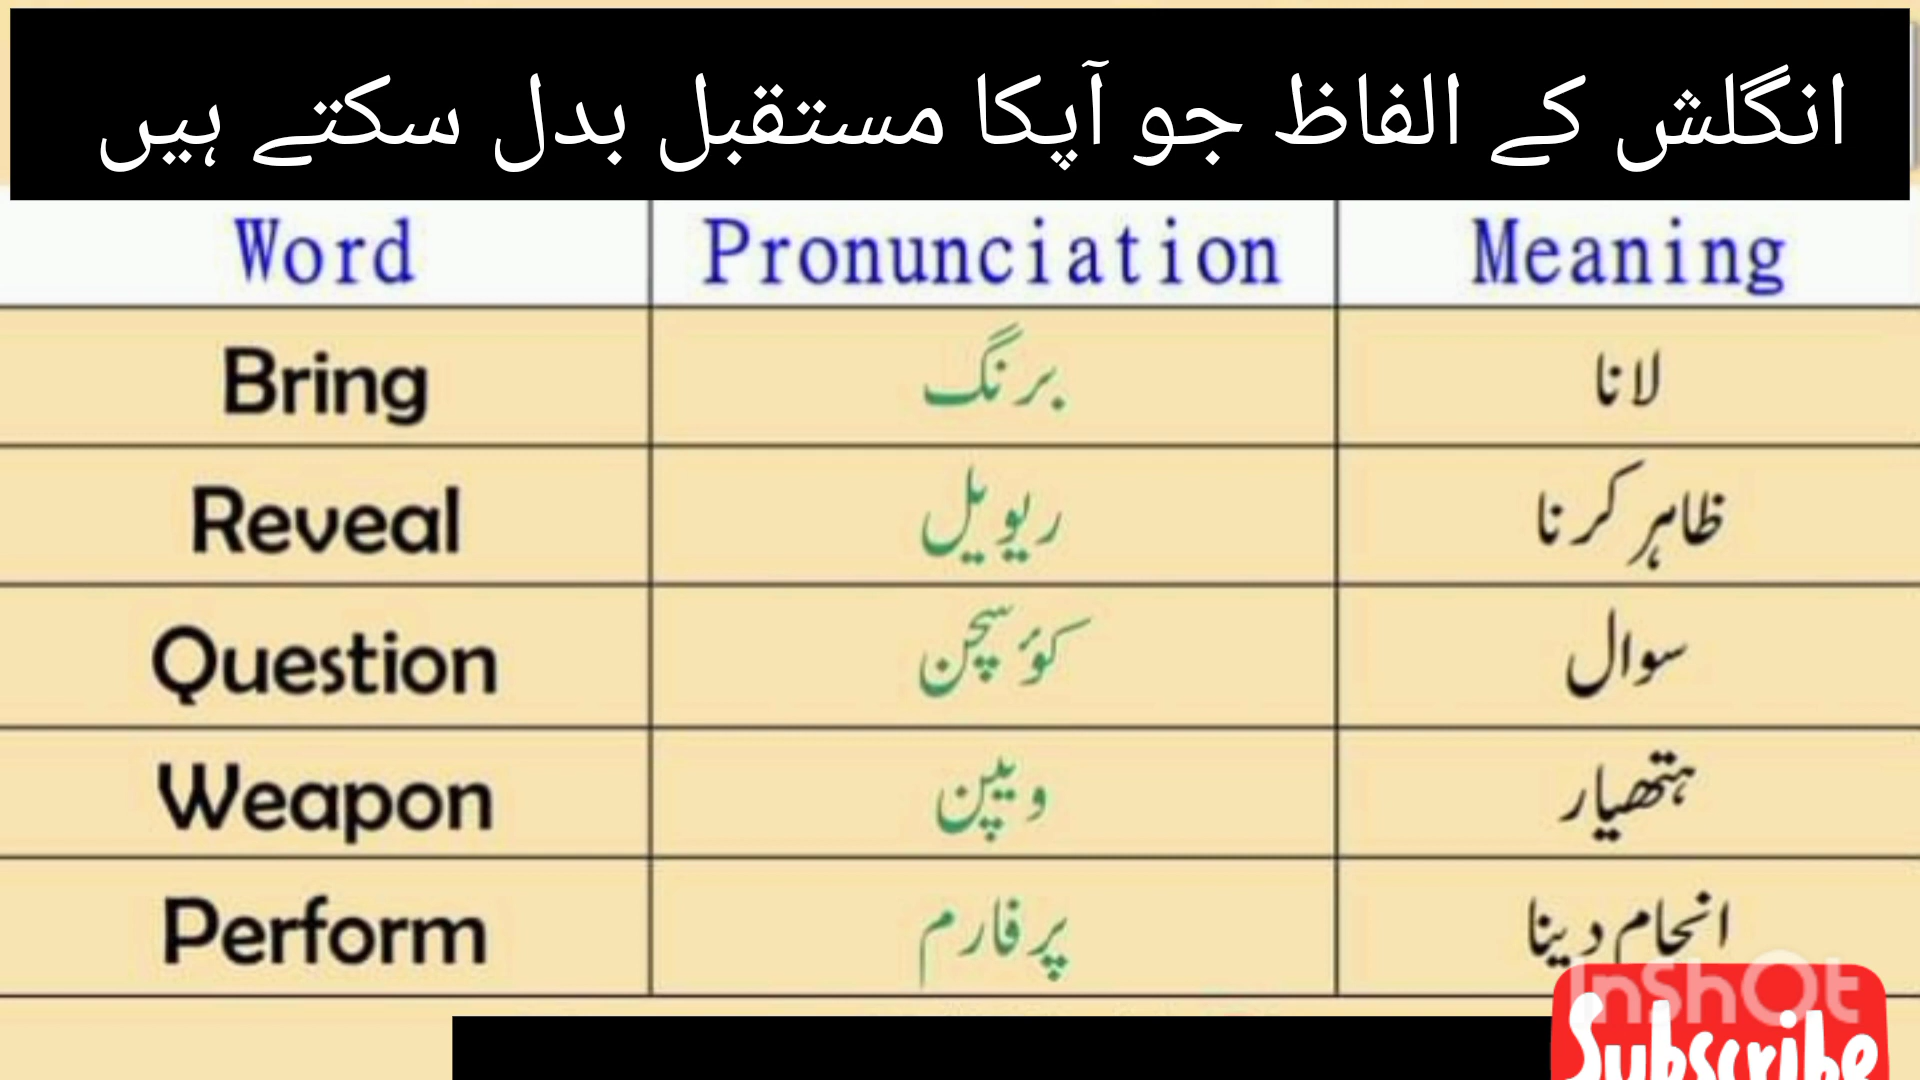 انگلش کے الفاظ جو آپکا مستقبل بدل سکتے ہیں
Word Pronunciation Meaning
Bring برنگ لانا
Reveal ریویل ظاہر کرنا
Question کوئسچن سوال
Weapon ویپن ہتھیار
Perform پرفارم انجام دینا
InShOt
Subscribe